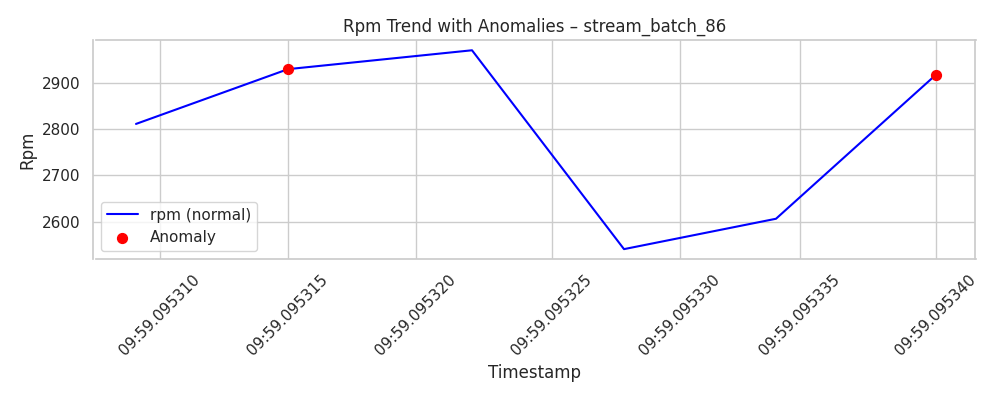 Rpm Trend with Anomalies – stream_batch_86
Rpm
2900
2800
2700
2600
rpm (normal)
Anomaly
09:59.095310
09:59.095315
09:59.095320
09:59.095325
09:59.095330
09:59.095335
09:59.095340
Timestamp